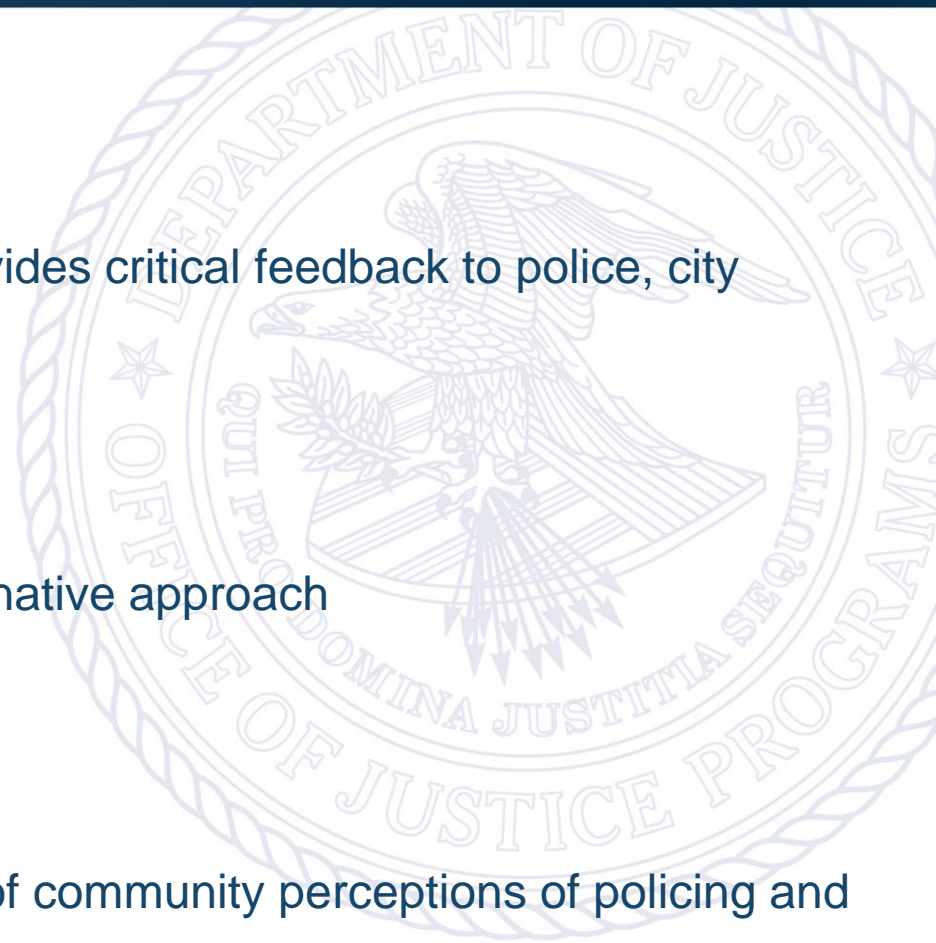 vides critical feedback to police, city
native approach
of community perceptions of policing and
DEPARTMENT OF JUSTICE
OFFICE OF JUSTICE PROGRAMS
QUI PRO DOMINA JUSTITIA SEQUITUR